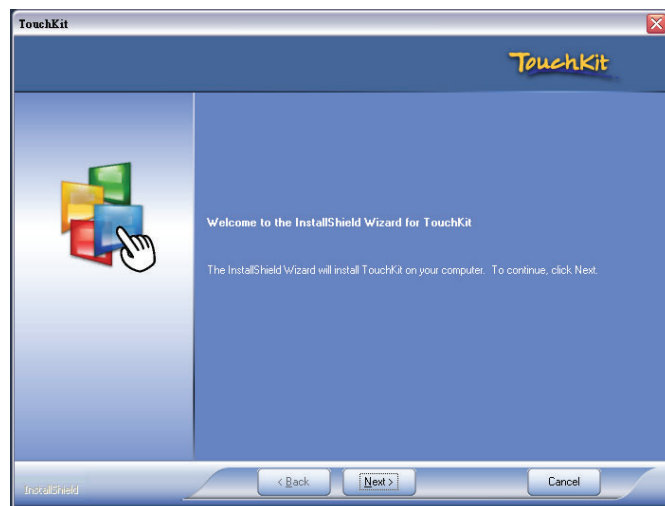 TouchKit
TouchKit
Welcome to the InstallShield Wizard for TouchKit
The InstallShield Wizard will install TouchKit on your computer. To continue, click Next.
InstallShield
< Back
Next >
Cancel